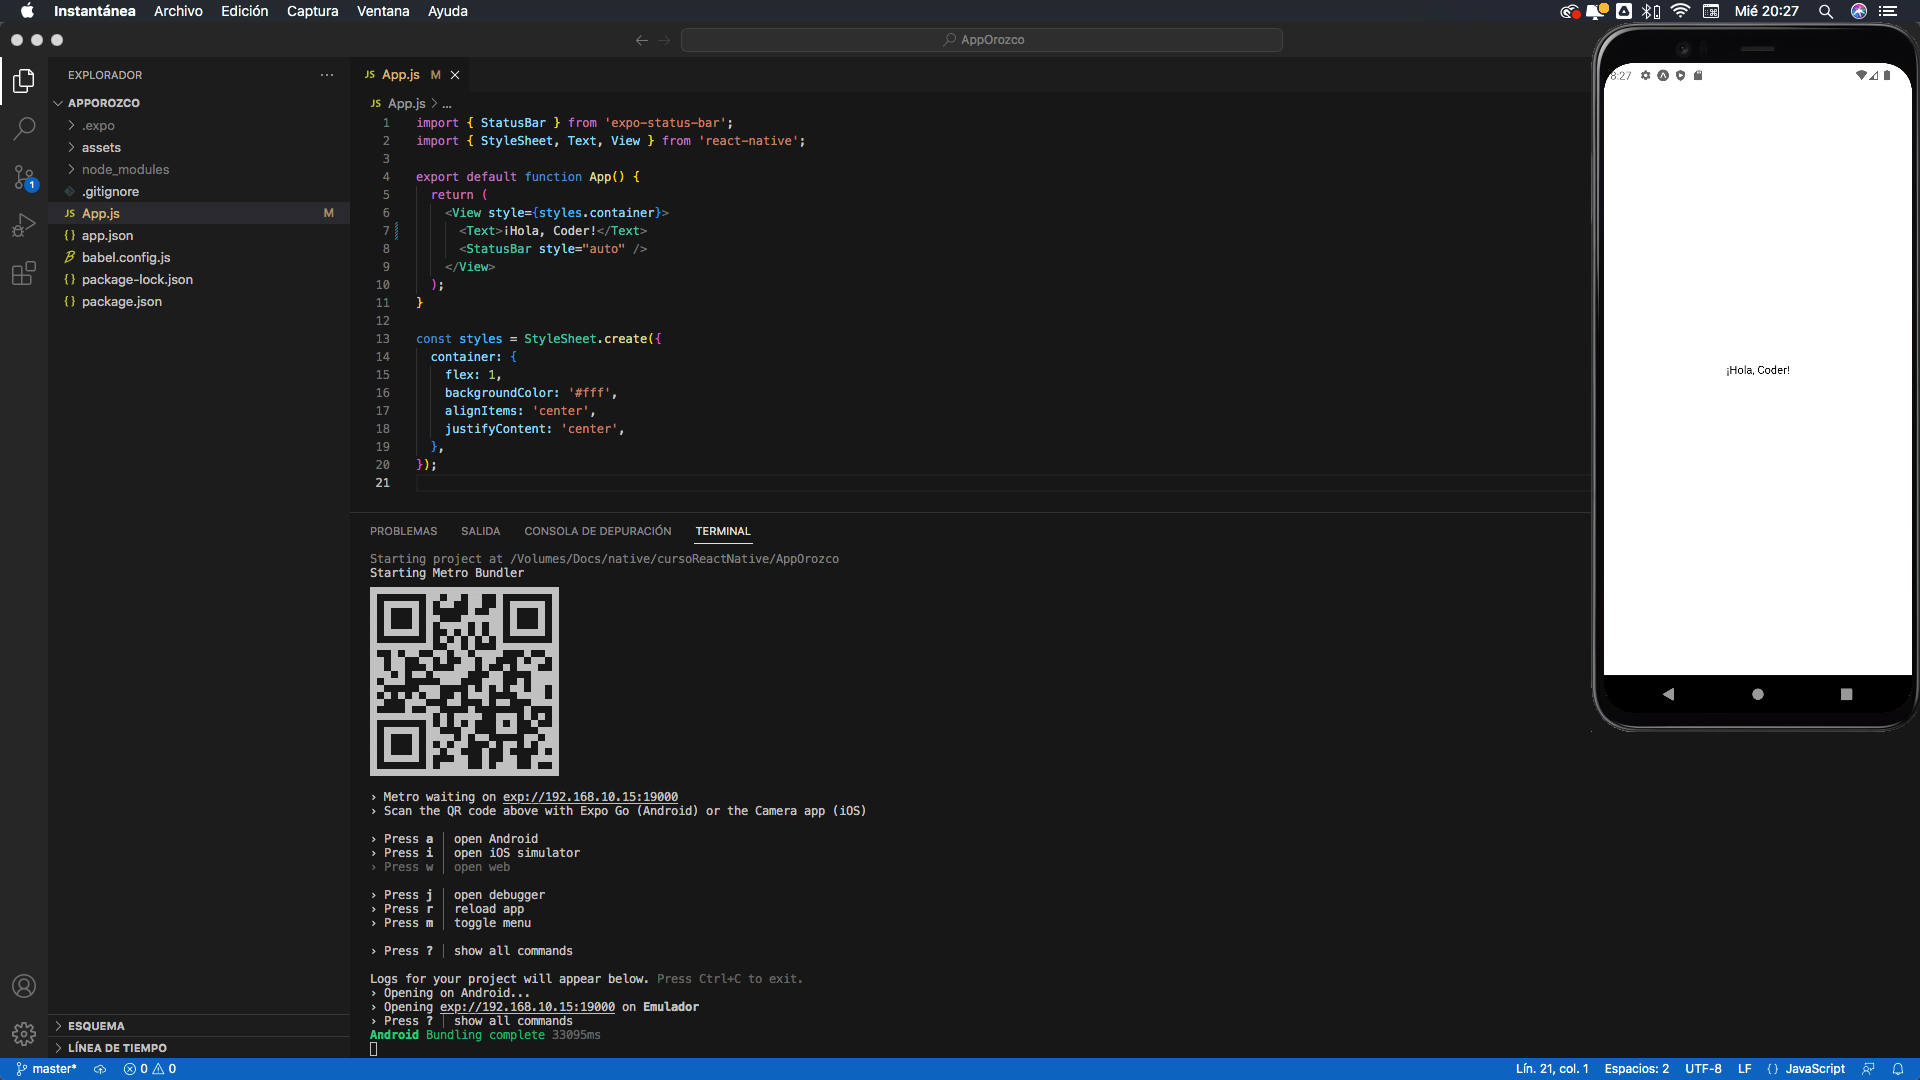 Instantánea Archivo Edición Captura Ventana Ayuda
Mié 20:27
AppOrozco
EXPLORADOR
APPOROZCO
.expo
assets
node_modules
.gitignore
JS App.js M
{} app.json
babel.config.js
{} package-lock.json
{} package.json
ESQUEMA
LÍNEA DE TIEMPO
1
JS App.js M
JS App.js > ...
1 import { StatusBar } from 'expo-status-bar';
2 import { StyleSheet, Text, View } from 'react-native';
3
4 export default function App() {
5 return (
6 <View style={styles.container}>
7 <Text>¡Hola, Coder!</Text>
8 <StatusBar style="auto" />
9 </View>
10 );
11 }
12
13 const styles = StyleSheet.create({
14 container: {
15 flex: 1,
16 backgroundColor: '#fff',
17 alignItems: 'center',
18 justifyContent: 'center',
19 },
20 });
21
PROBLEMAS SALIDA CONSOLA DE DEPURACIÓN TERMINAL
Starting project at /Volumes/Docs/native/cursoReactNative/AppOrozco
Starting Metro Bundler
› Metro waiting on exp://192.168.10.15:19000
› Scan the QR code above with Expo Go (Android) or the Camera app (iOS)
› Press a │ open Android
› Press i │ open iOS simulator
› Press w │ open web
› Press j │ open debugger
› Press r │ reload app
› Press m │ toggle menu
› Press ? │ show all commands
Logs for your project will appear below. Press Ctrl+C to exit.
› Opening on Android...
› Opening exp://192.168.10.15:19000 on Emulador
› Press ? │ show all commands
Android Bundling complete 33095ms
8:27
¡Hola, Coder!
master* 0 0
Lín. 21, col. 1 Espacios: 2 UTF-8 LF {} JavaScript